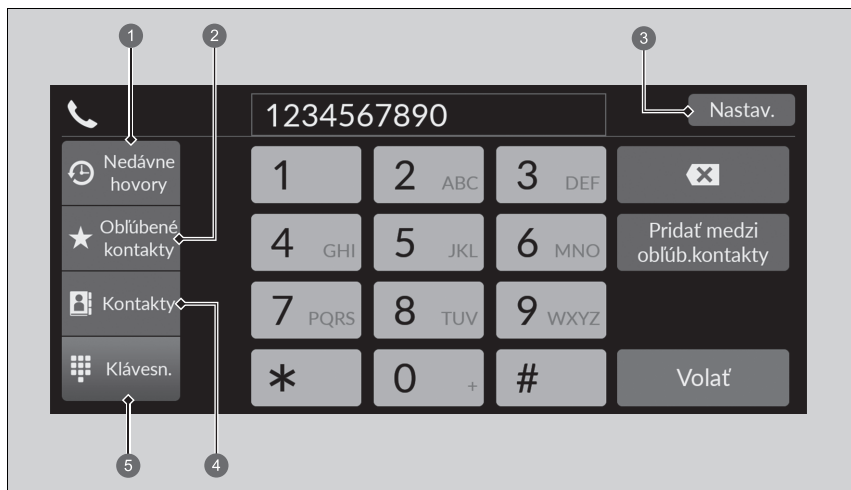 1 2 3
1234567890 Nastav.
Nedávne
hovory
Obľúbené
kontakty
Kontakty
Klávesn.
1 2 ABC 3 DEF
4 GHI 5 JKL 6 MNO
Pridať medzi
obľúb.kontakty
7 PQRS 8 TUV 9 WXYZ
* 0 + # Volať
5 4